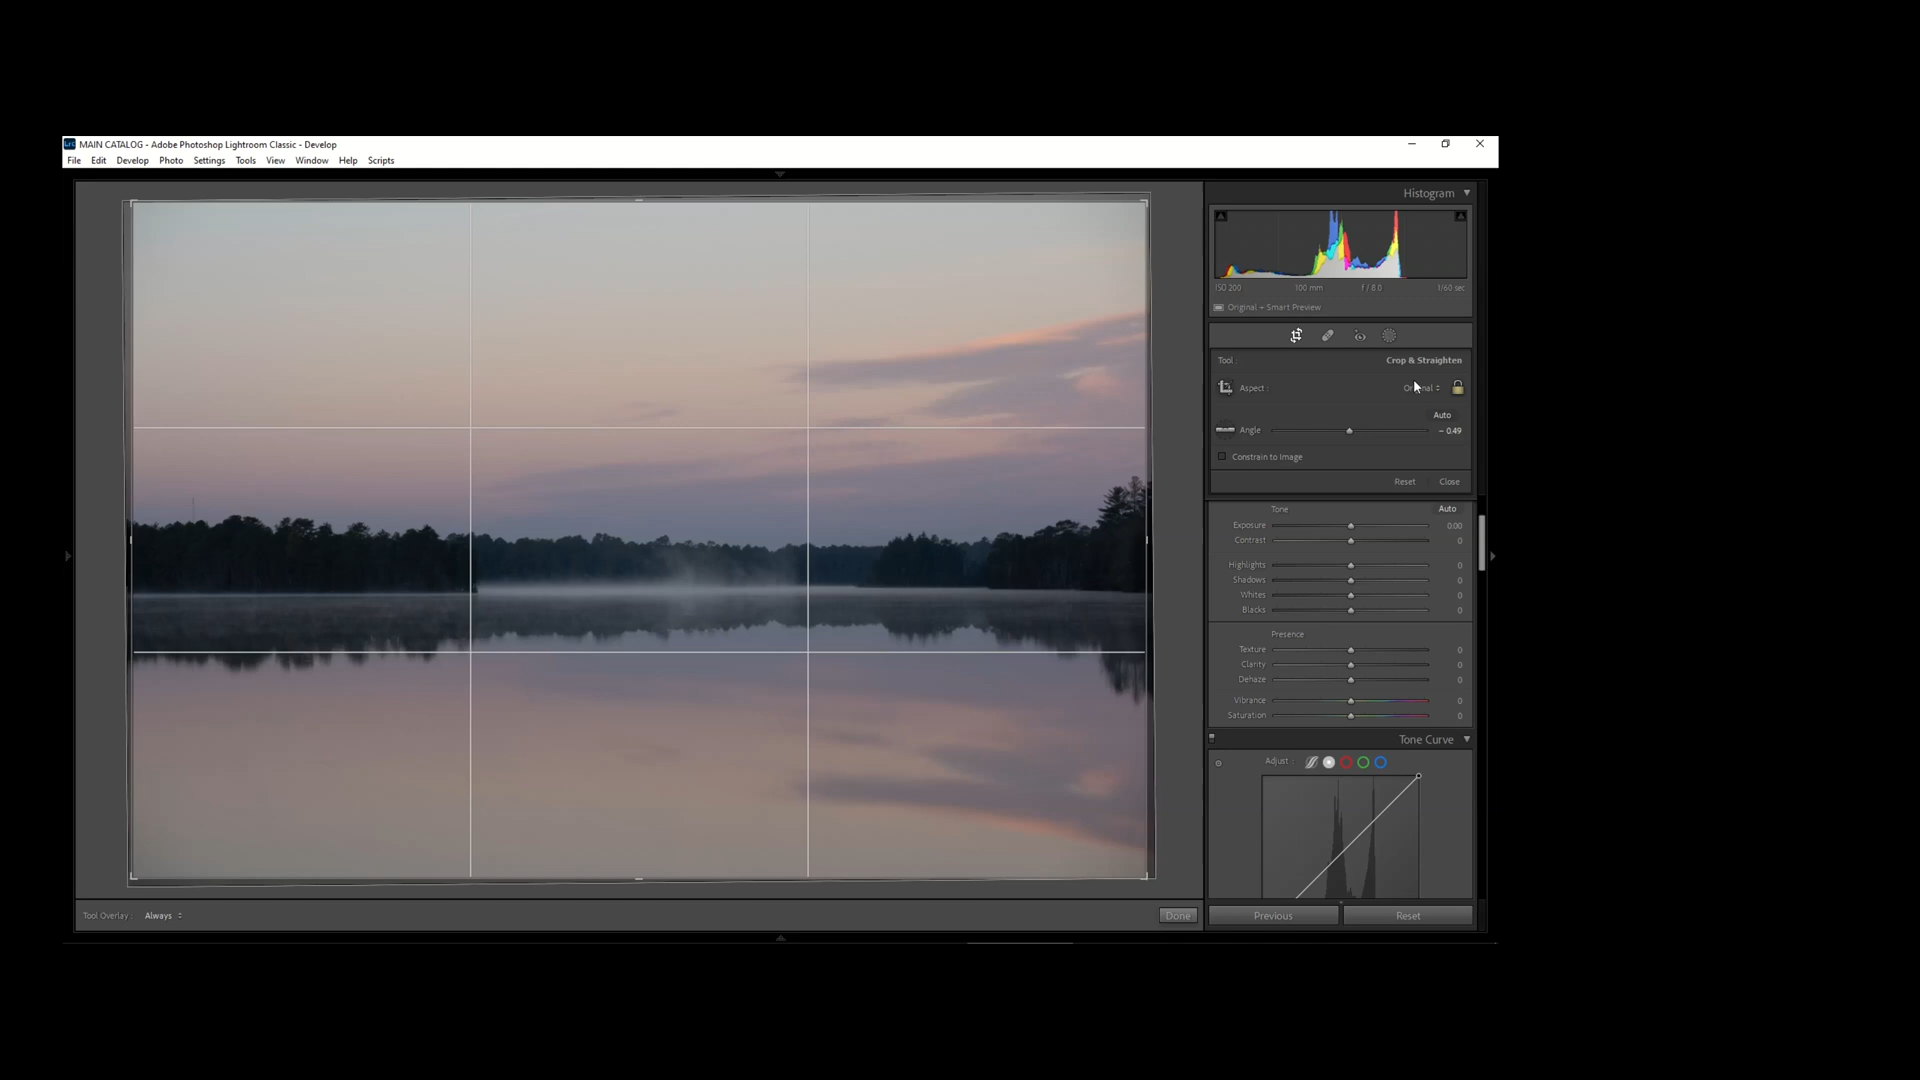 MAIN CATALOG - Adobe Photoshop Lightroom Classic - Develop
File Edit Develop Photo Settings Tools View Window Help Scripts
Histogram
ISO 200 100 mm f / 8.0 1/60 sec
Original + Smart Preview
Tool : Crop & Straighten
Aspect :
Auto
Angle - 0.49
Constrain to Image
Reset Close
Tone Auto
Exposure 0.00
Contrast 0
Highlights 0
Shadows 0
Whites 0
Blacks 0
Presence
Texture 0
Clarity 0
Dehaze 0
Vibrance 0
Saturation 0
Tone Curve
Adjust :
Tool Overlay : Always Done Previous Reset